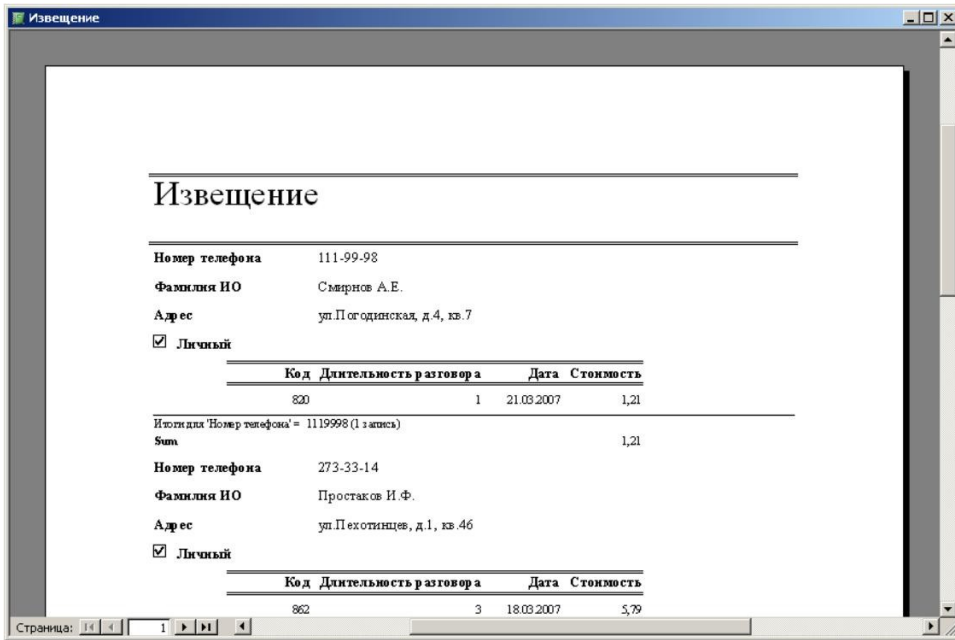 Извещение
Извещение
Номер телефона 111-99-98
Фамилия ИО Смирнов А.Е.
Адрес ул.Погодинская, д.4, кв.7
Личный
Код Длительность разговора Дата Стоимость
820 1 21.03.2007 1,21
Итоги для 'Номер телефона' = 1119998 (1 запись)
Sum 1,21
Номер телефона 273-33-14
Фамилия ИО Простаков И.Ф.
Адрес ул.Пехотинцев, д.1, кв.46
Личный
Код Длительность разговора Дата Стоимость
862 3 18.03.2007 5,79
Страница: 1